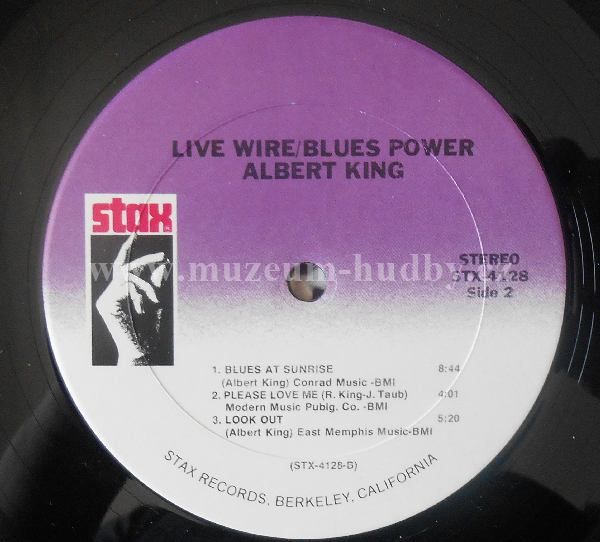 LIVE WIRE/BLUES POWER
ALBERT KING
stax
www.muzeum-hudby.
STEREO
STX-4128
Side 2
1. BLUES AT SUNRISE 8:44
(Albert King) Conrad Music -BMI
2. PLEASE LOVE ME (R. King-J. Taub) 4:01
Modern Music Pubig. Co. -BMI
3. LOOK OUT 5:20
(Albert King) East Memphis Music-BMI
(STX-4128-B)
STAX RECORDS, BERKELEY, CALIFORNIA